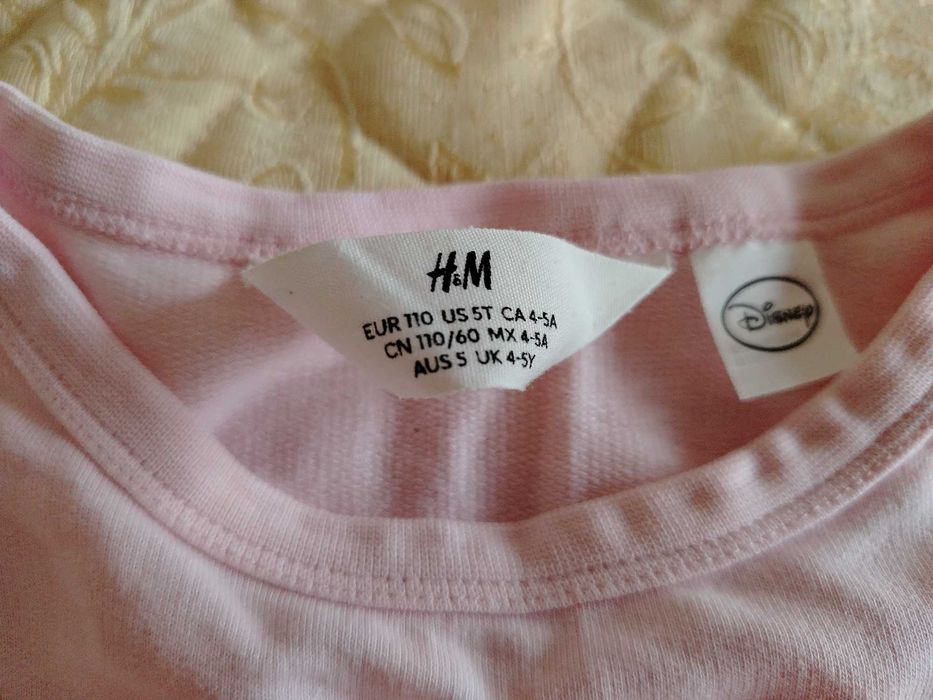 H&M
EUR 110 US 5T CA 4-5A
CN 110/60 MX 4-5A
AUS 5 UK 4-5Y
Disney